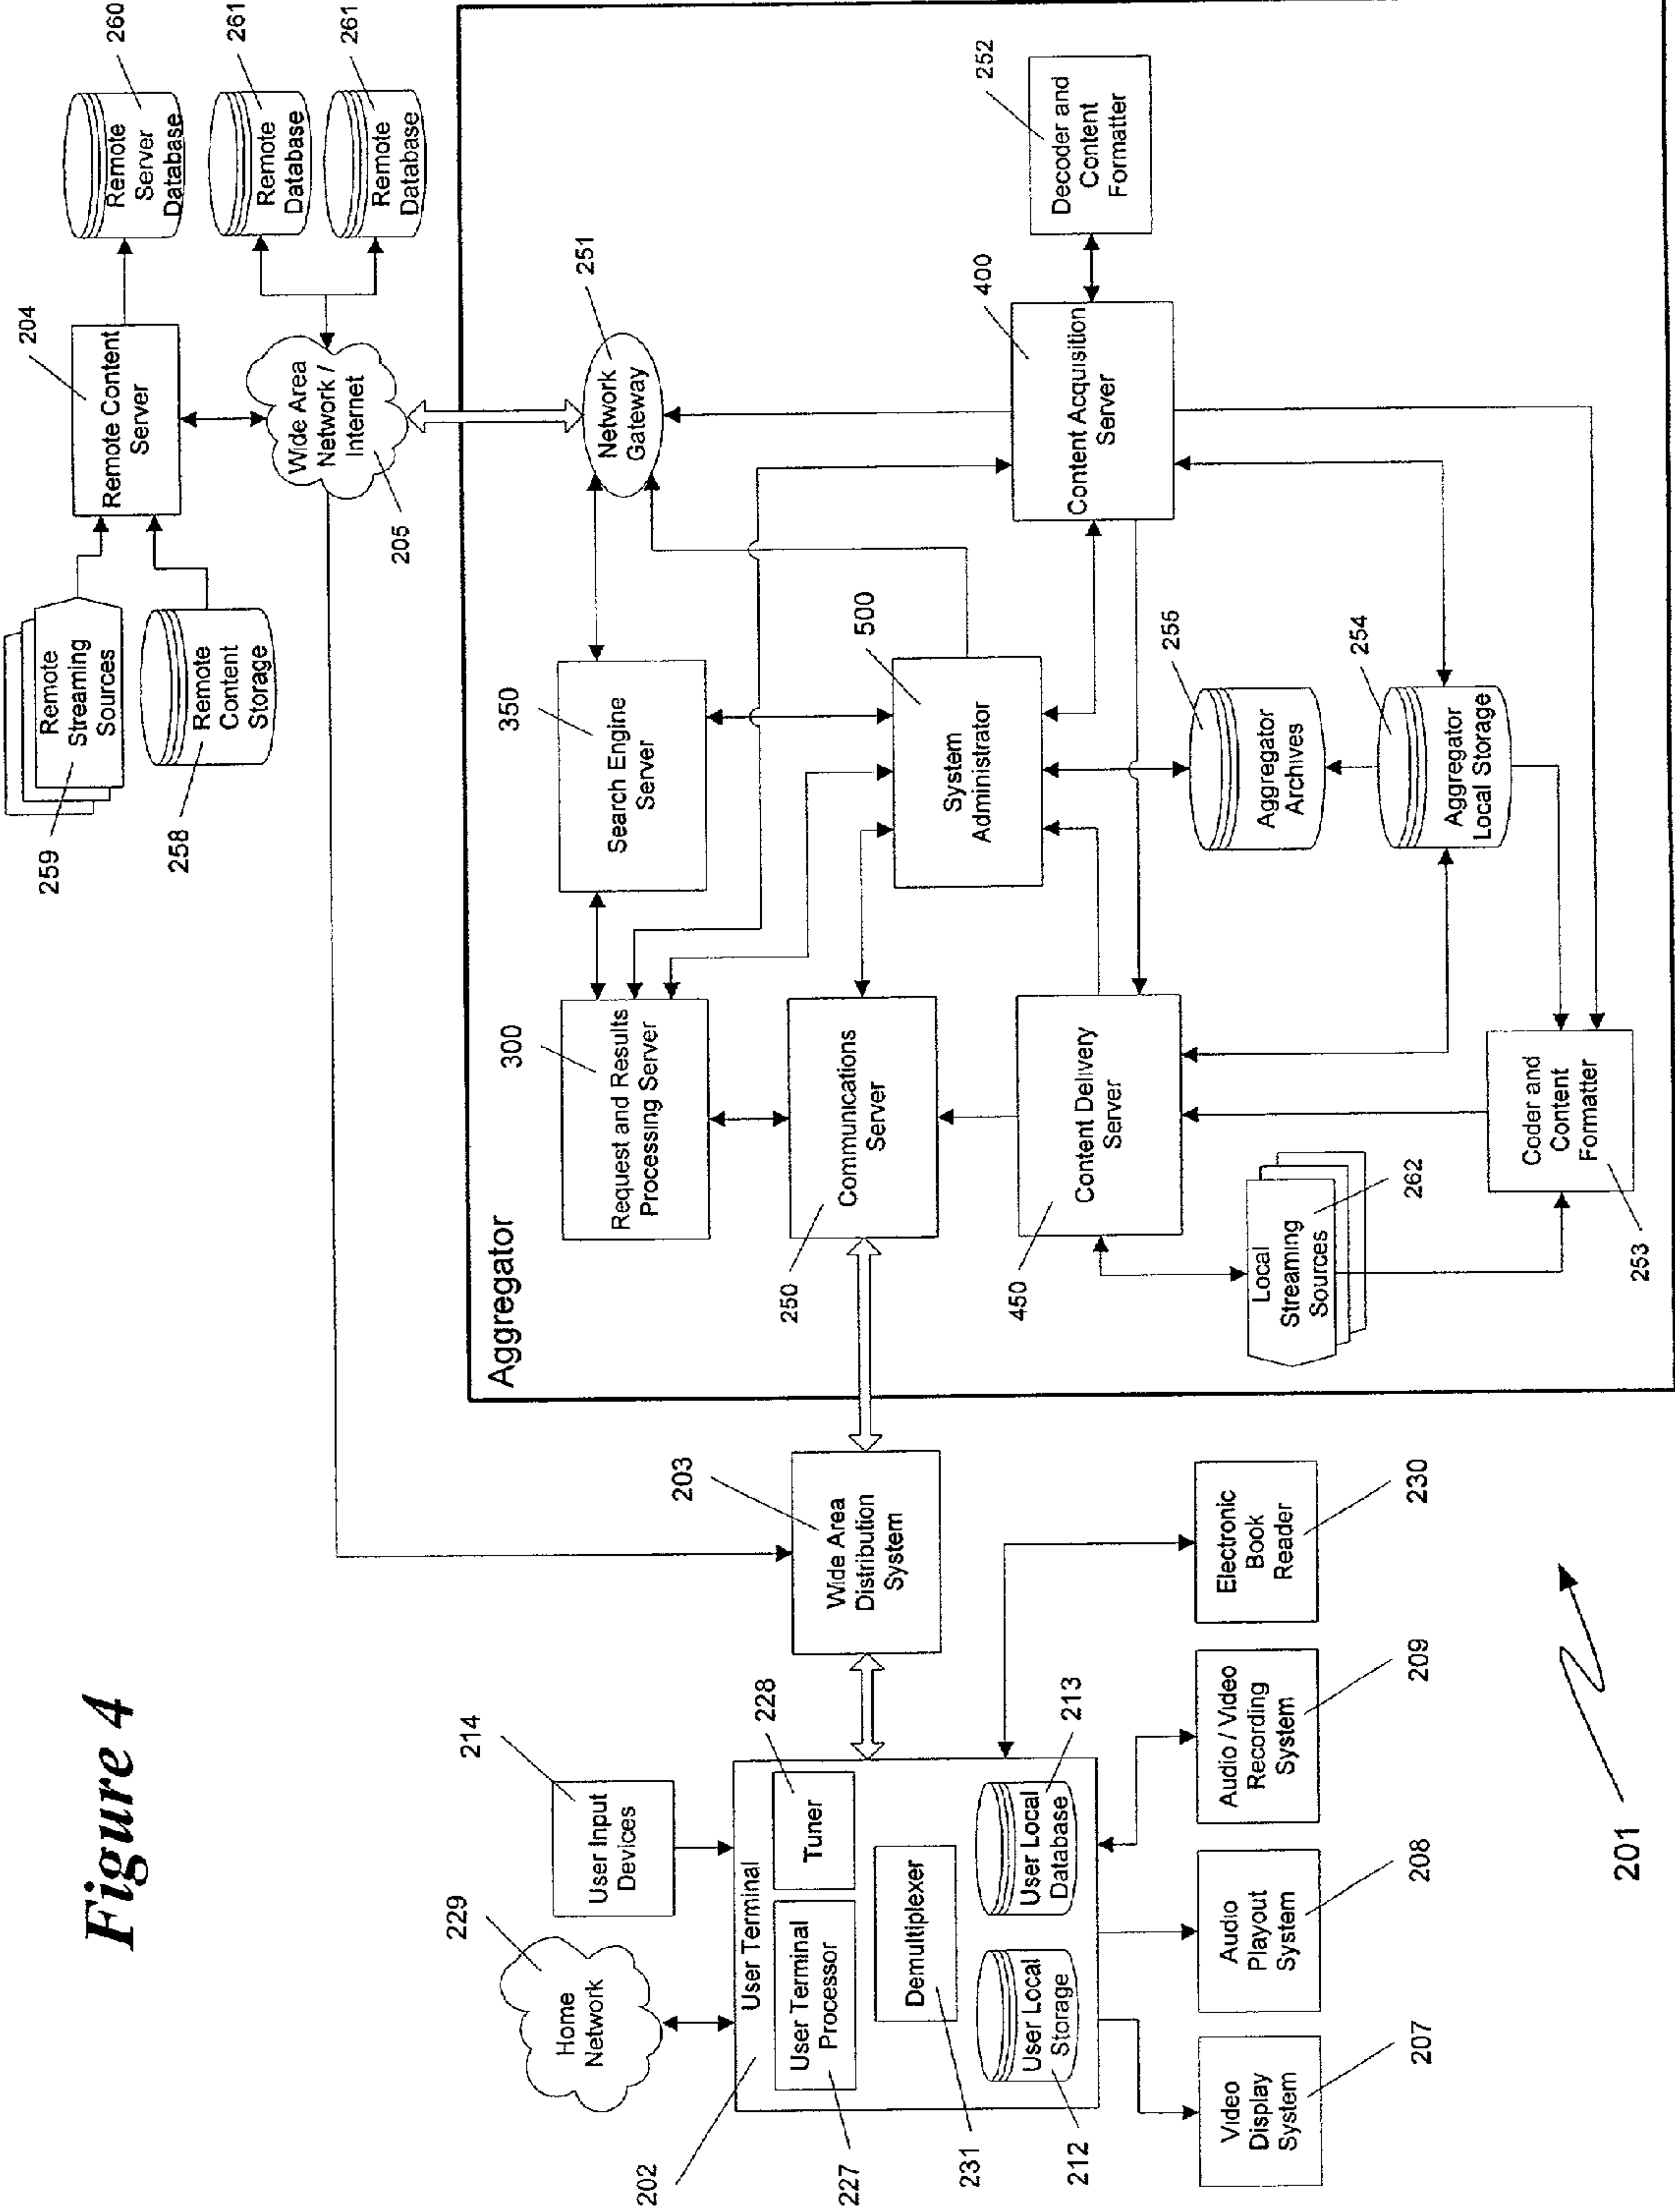 Figure 4
229
Home
Network
214
User Input
Devices
202
User Terminal
227
User Terminal
Processor
228
Tuner
231
Demultiplexer
212
User Local
Storage
213
User Local
Database
207
Video
Display
System
208
Audio
Playout
System
209
Audio / Video
Recording
System
230
Electronic
Book
Reader
201
203
Wide Area
Distribution
System
259
Remote
Streaming
Sources
258
Remote
Content
Storage
204
Remote Content
Server
260
Remote
Server
Database
261
Remote
Database
261
Remote
Database
205
Wide Area
Network /
Internet
Aggregator
300
Request and Results
Processing Server
350
Search Engine
Server
251
Network
Gateway
250
Communications
Server
500
System
Administrator
400
Content Acquisition
Server
252
Decoder and
Content
Formatter
450
Content Delivery
Server
255
Aggregator
Archives
254
Aggregator
Local Storage
262
Local
Streaming
Sources
253
Coder and
Content
Formatter